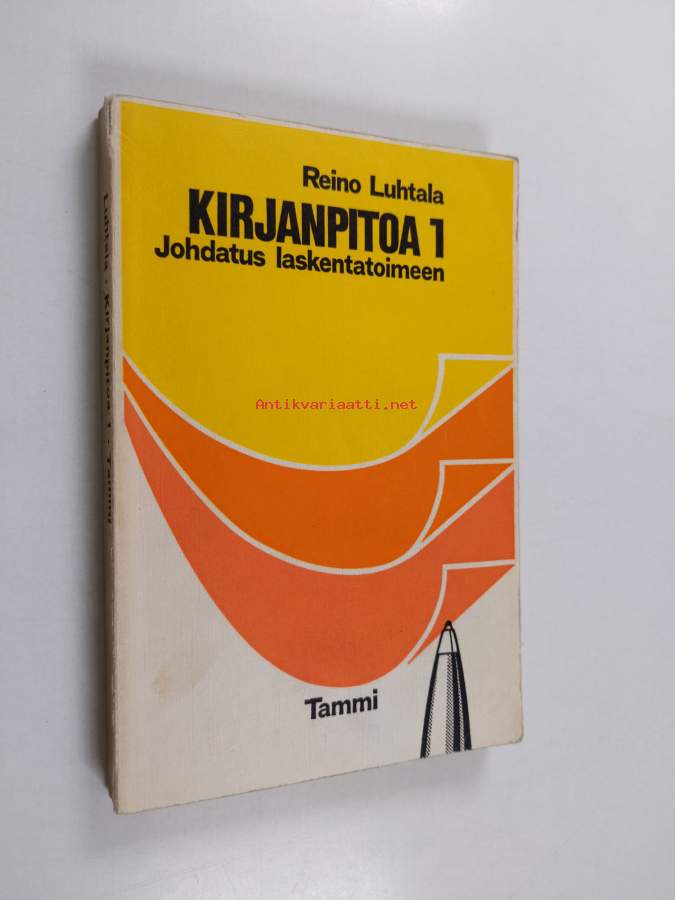 Reino Luhtala
KIRJANPITOA 1
Johdatus laskentatoimeen
Antikvariaatti.net
Tammi
Luhtala · Kirjanpitoa 1 · Tammi